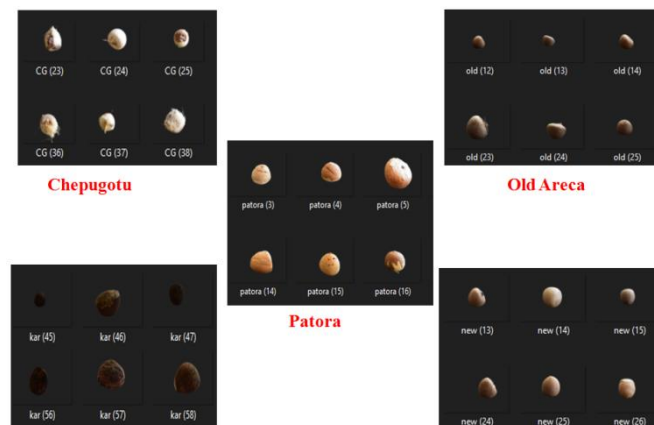 CG (23) CG (24) CG (25)
CG (36) CG (37) CG (38)
Chepugotu
old (12) old (13) old (14)
old (23) old (24) old (25)
Old Areca
patora (3) patora (4) patora (5)
patora (14) patora (15) patora (16)
Patora
kar (45) kar (46) kar (47)
kar (56) kar (57) kar (58)
new (13) new (14) new (15)
new (24) new (25) new (26)